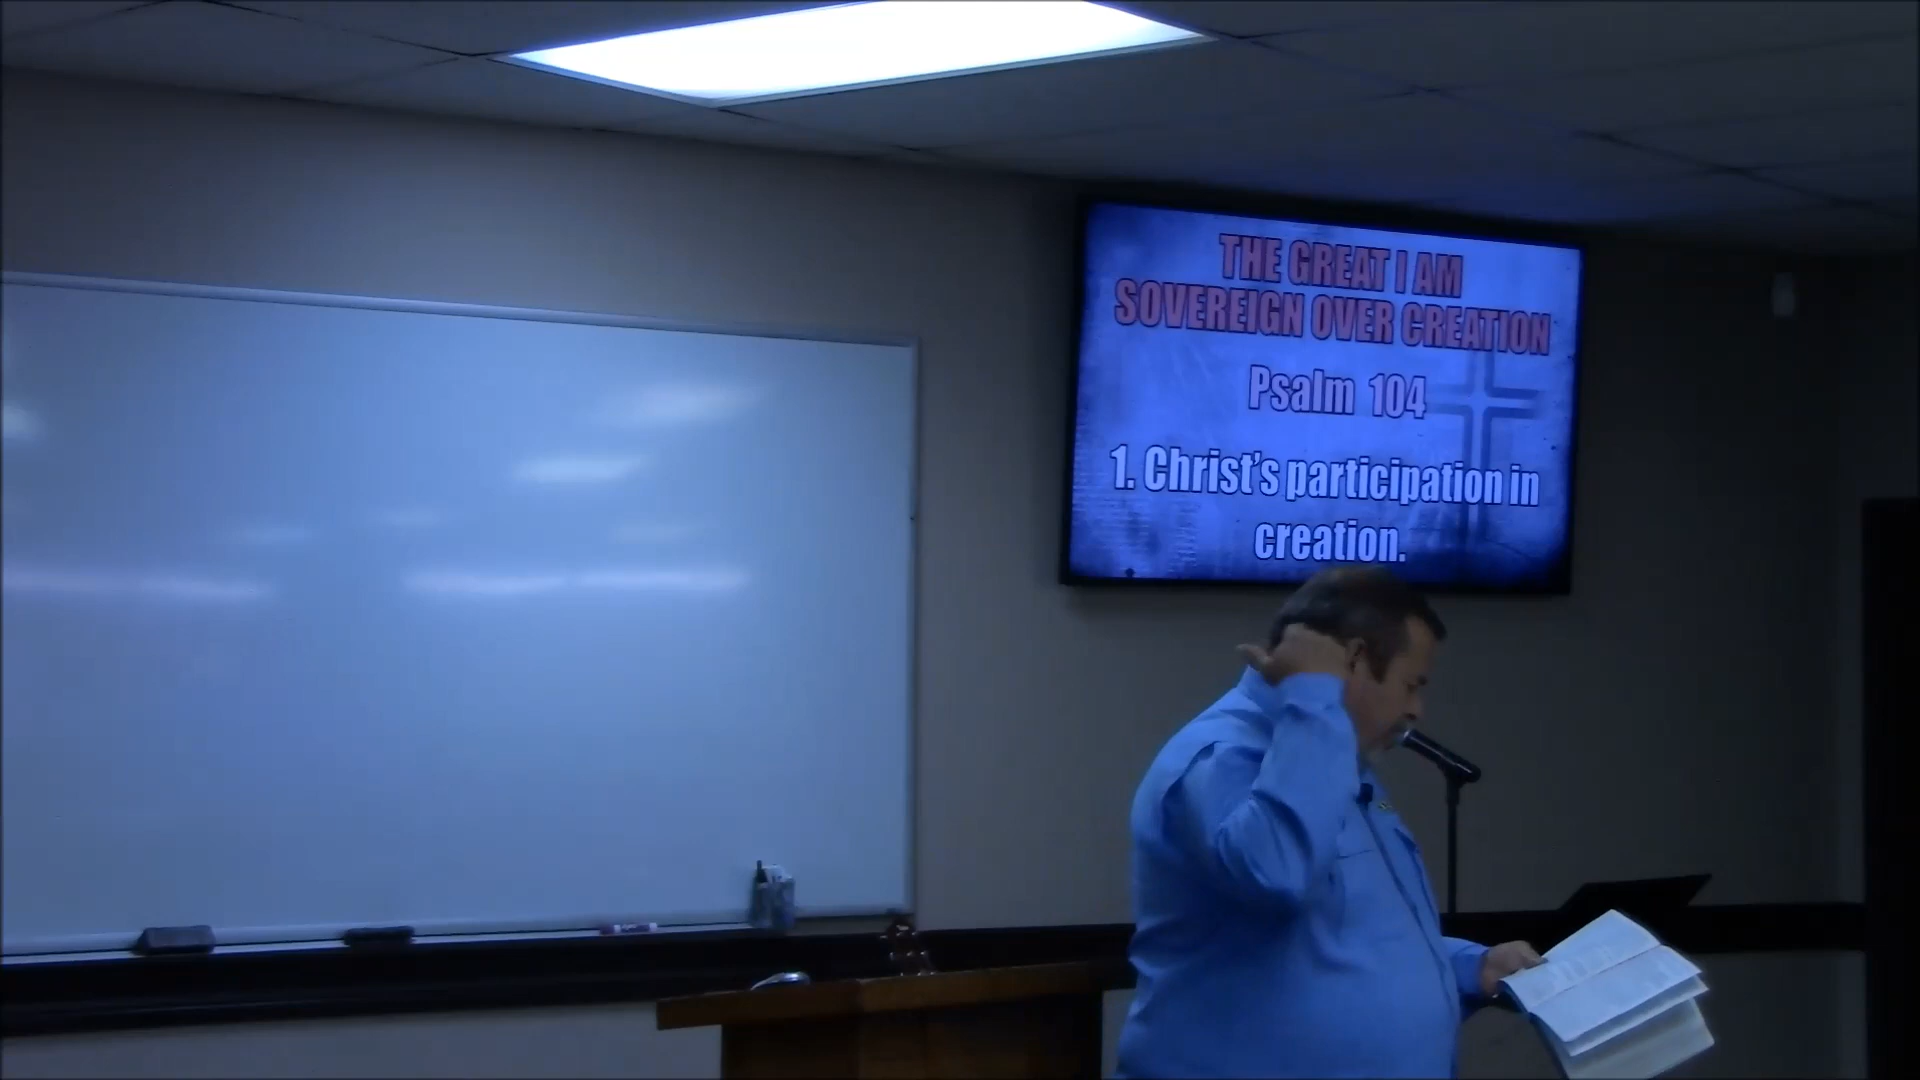 THE GREAT I AM
SOVEREIGN OVER CREATION
Psalm 104
1. Christ's participation in
creation.